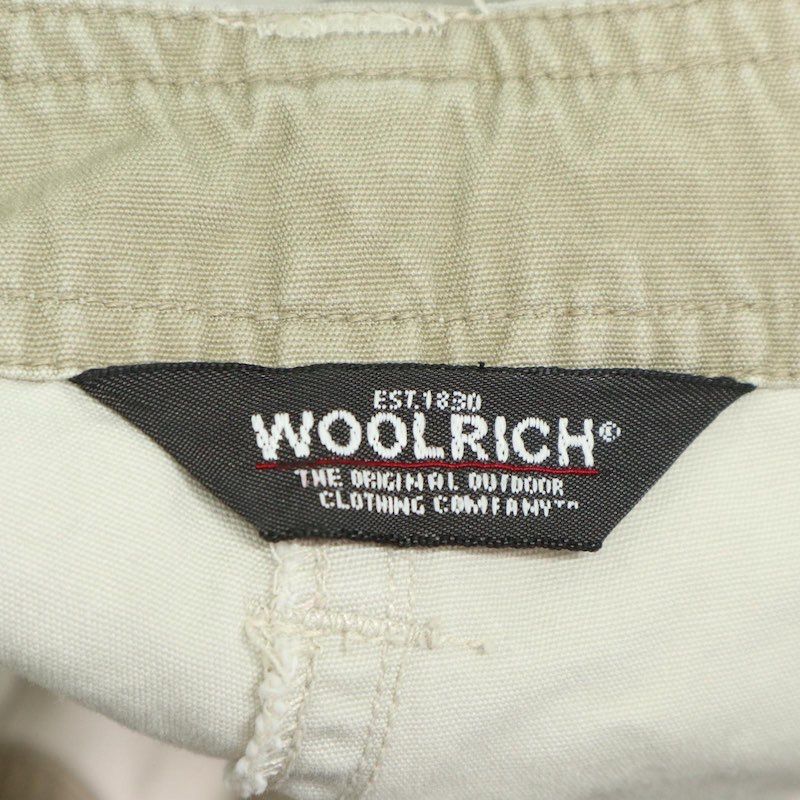 EST. 1830
WOOLRICH®
THE ORIGINAL OUTDOOR
CLOTHING COMPANY™